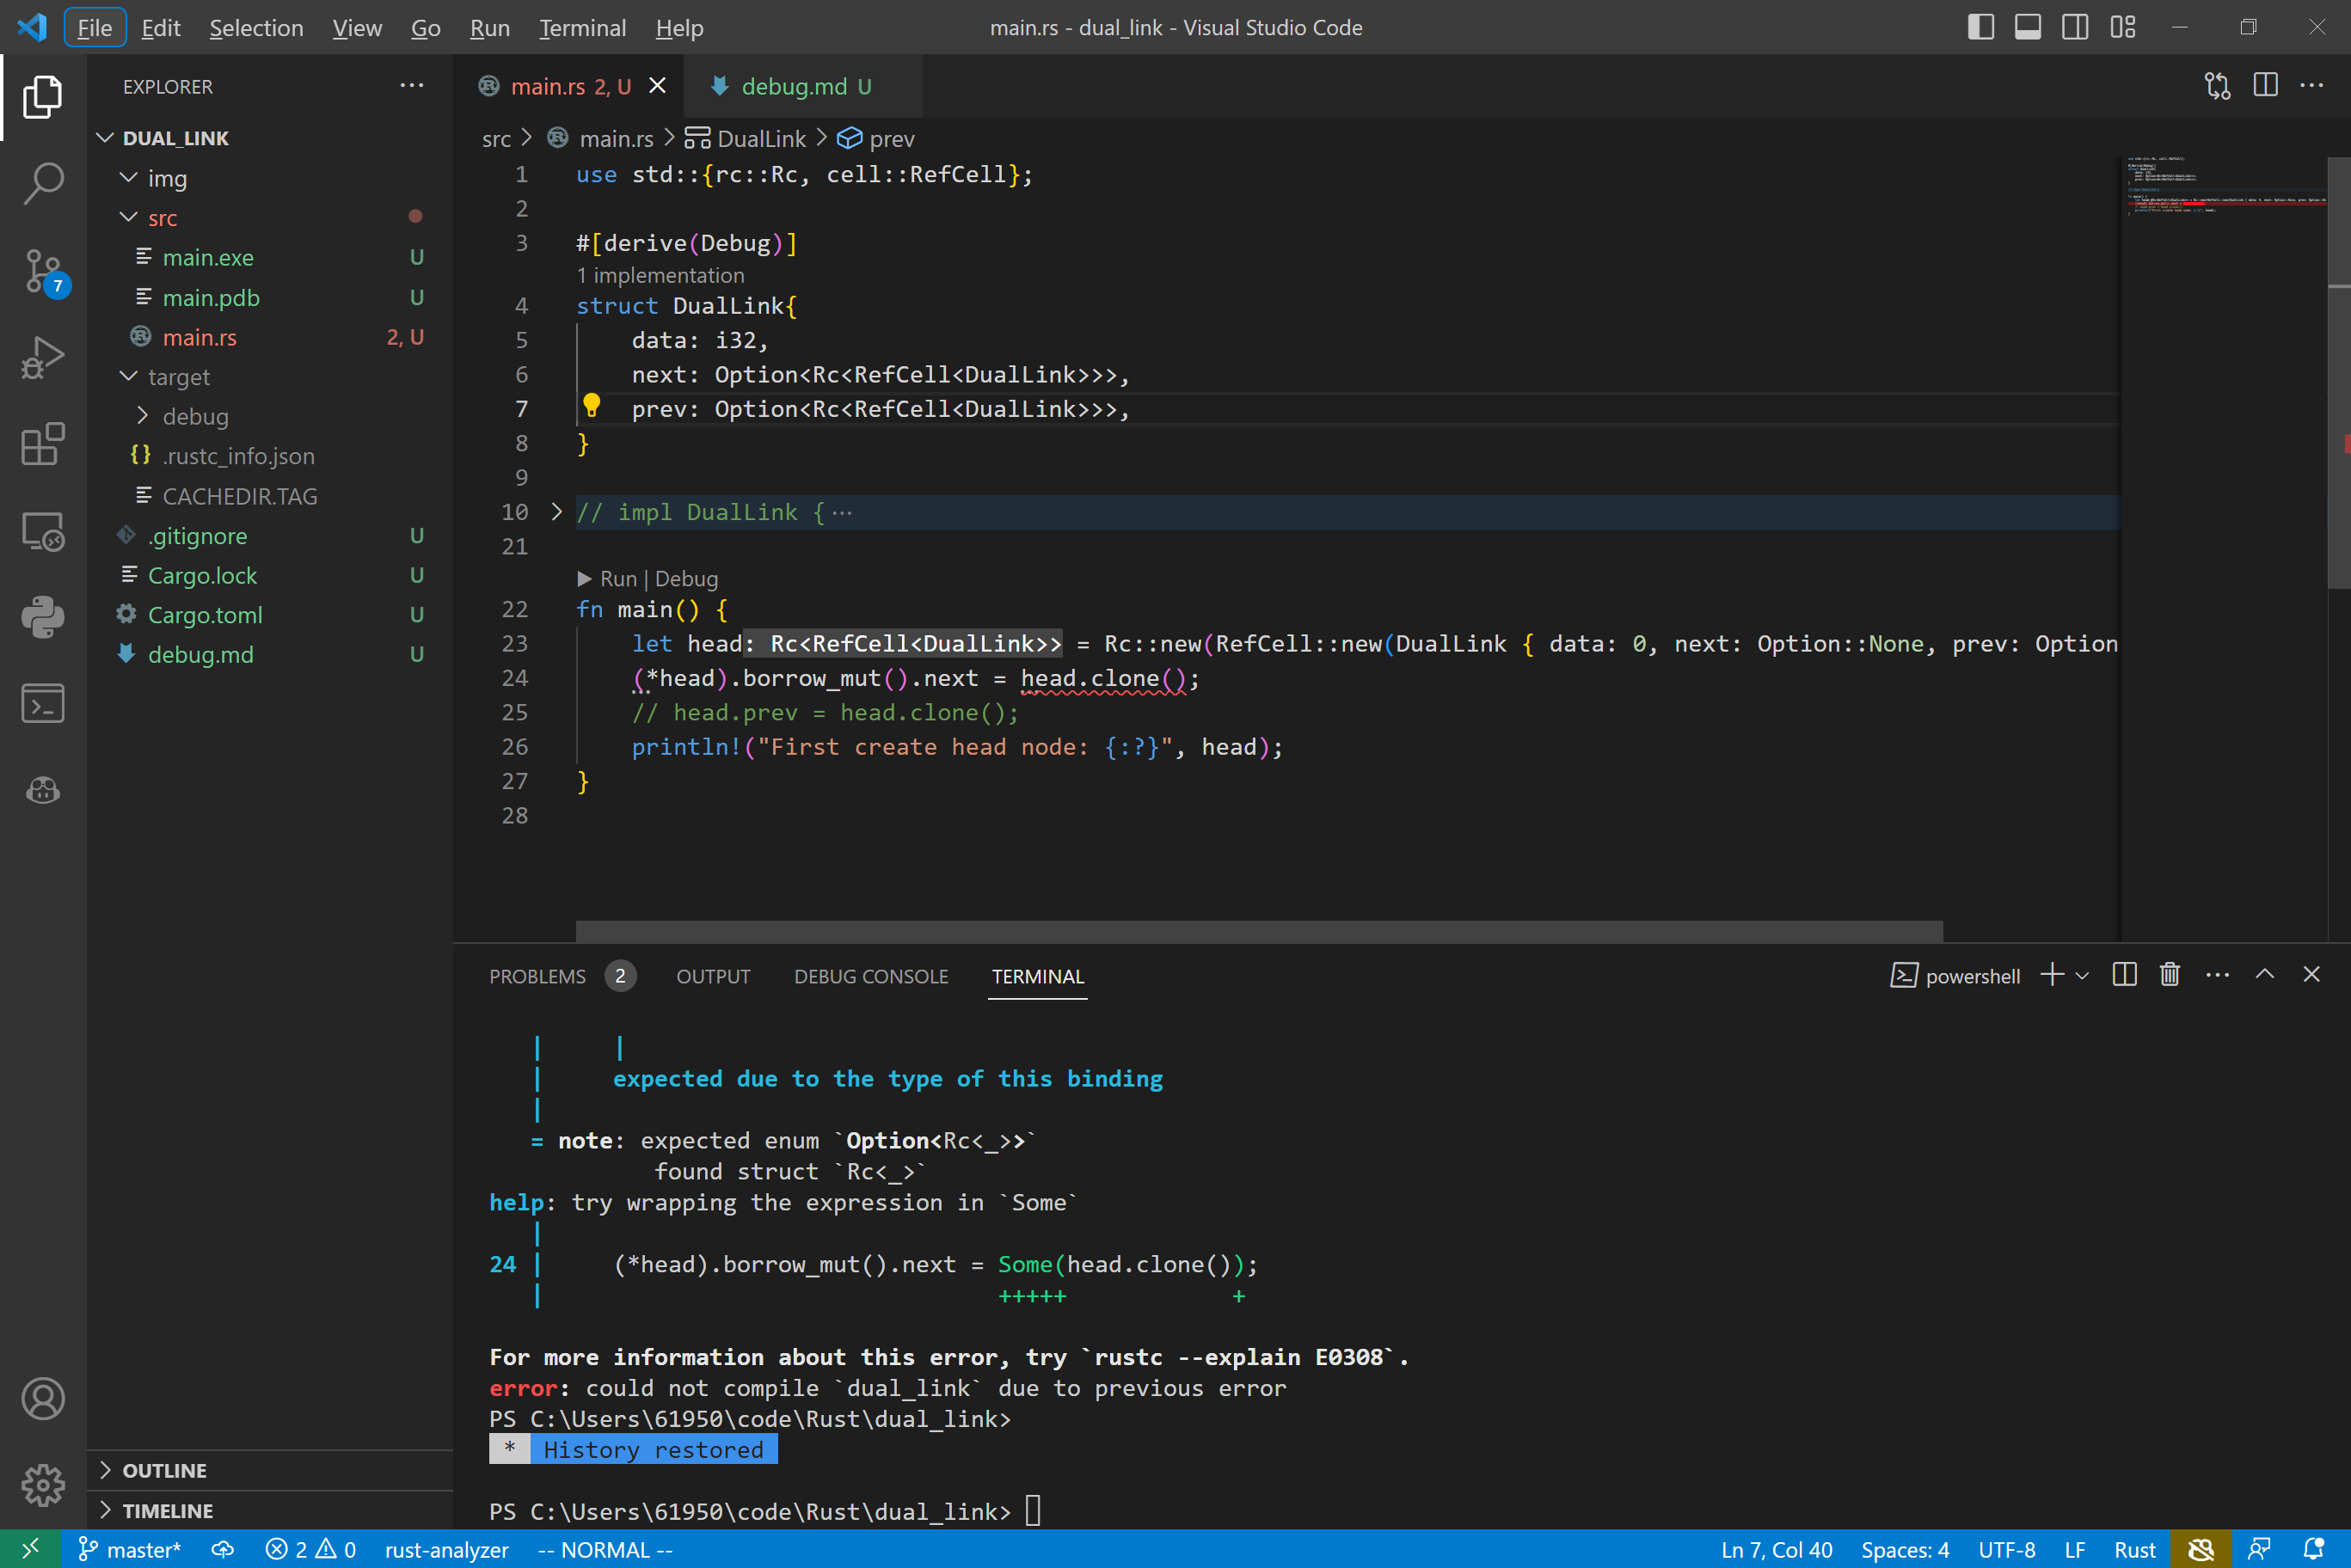 File Edit Selection View Go Run Terminal Help
main.rs - dual_link - Visual Studio Code
EXPLORER
DUAL_LINK
img
src
main.exe U
main.pdb U
main.rs 2, U
target
debug
.rustc_info.json
CACHEDIR.TAG
.gitignore U
Cargo.lock U
Cargo.toml U
debug.md U
OUTLINE
TIMELINE
7
main.rs 2, U
debug.md U
src > main.rs > DualLink > prev
1 use std::{rc::Rc, cell::RefCell};
2
3 #[derive(Debug)]
1 implementation
4 struct DualLink{
5 data: i32,
6 next: Option<Rc<RefCell<DualLink>>>,
7 prev: Option<Rc<RefCell<DualLink>>>,
8 }
9
10 // impl DualLink { ···
21
Run | Debug
22 fn main() {
23 let head: Rc<RefCell<DualLink>> = Rc::new(RefCell::new(DualLink { data: 0, next: Option::None, prev: Option
24 (*head).borrow_mut().next = head.clone();
25 // head.prev = head.clone();
26 println!("First create head node: {:?}", head);
27 }
28
PROBLEMS 2 OUTPUT DEBUG CONSOLE TERMINAL
powershell
| |
| expected due to the type of this binding
|
= note: expected enum `Option<Rc<_>>`
found struct `Rc<_>`
help: try wrapping the expression in `Some`
|
24 | (*head).borrow_mut().next = Some(head.clone());
| +++++ +
For more information about this error, try `rustc --explain E0308`.
error: could not compile `dual_link` due to previous error
PS C:\Users\61950\code\Rust\dual_link>
* History restored
PS C:\Users\61950\code\Rust\dual_link>
master* 2 0 rust-analyzer -- NORMAL -- Ln 7, Col 40 Spaces: 4 UTF-8 LF Rust